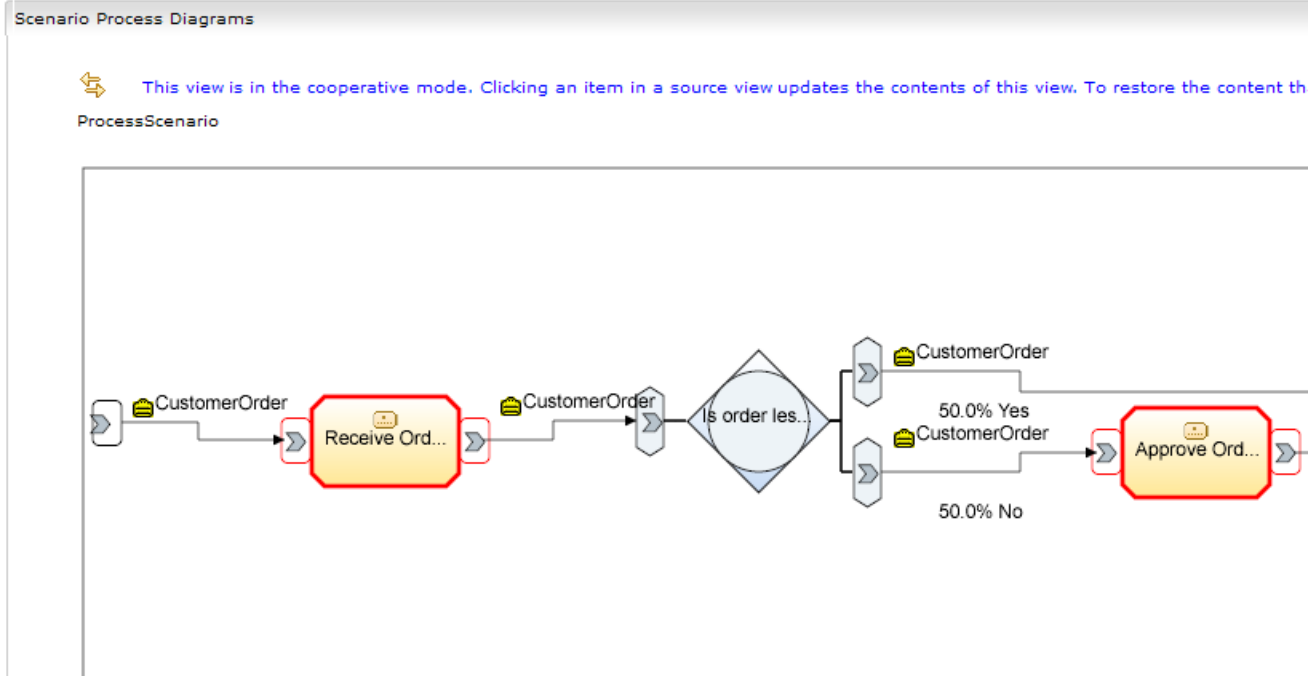 Scenario Process Diagrams
This view is in the cooperative mode. Clicking an item in a source view updates the contents of this view. To restore the content th
ProcessScenario
CustomerOrder
Receive Ord...
CustomerOrder
Is order les...
CustomerOrder
50.0% Yes
CustomerOrder
50.0% No
Approve Ord...